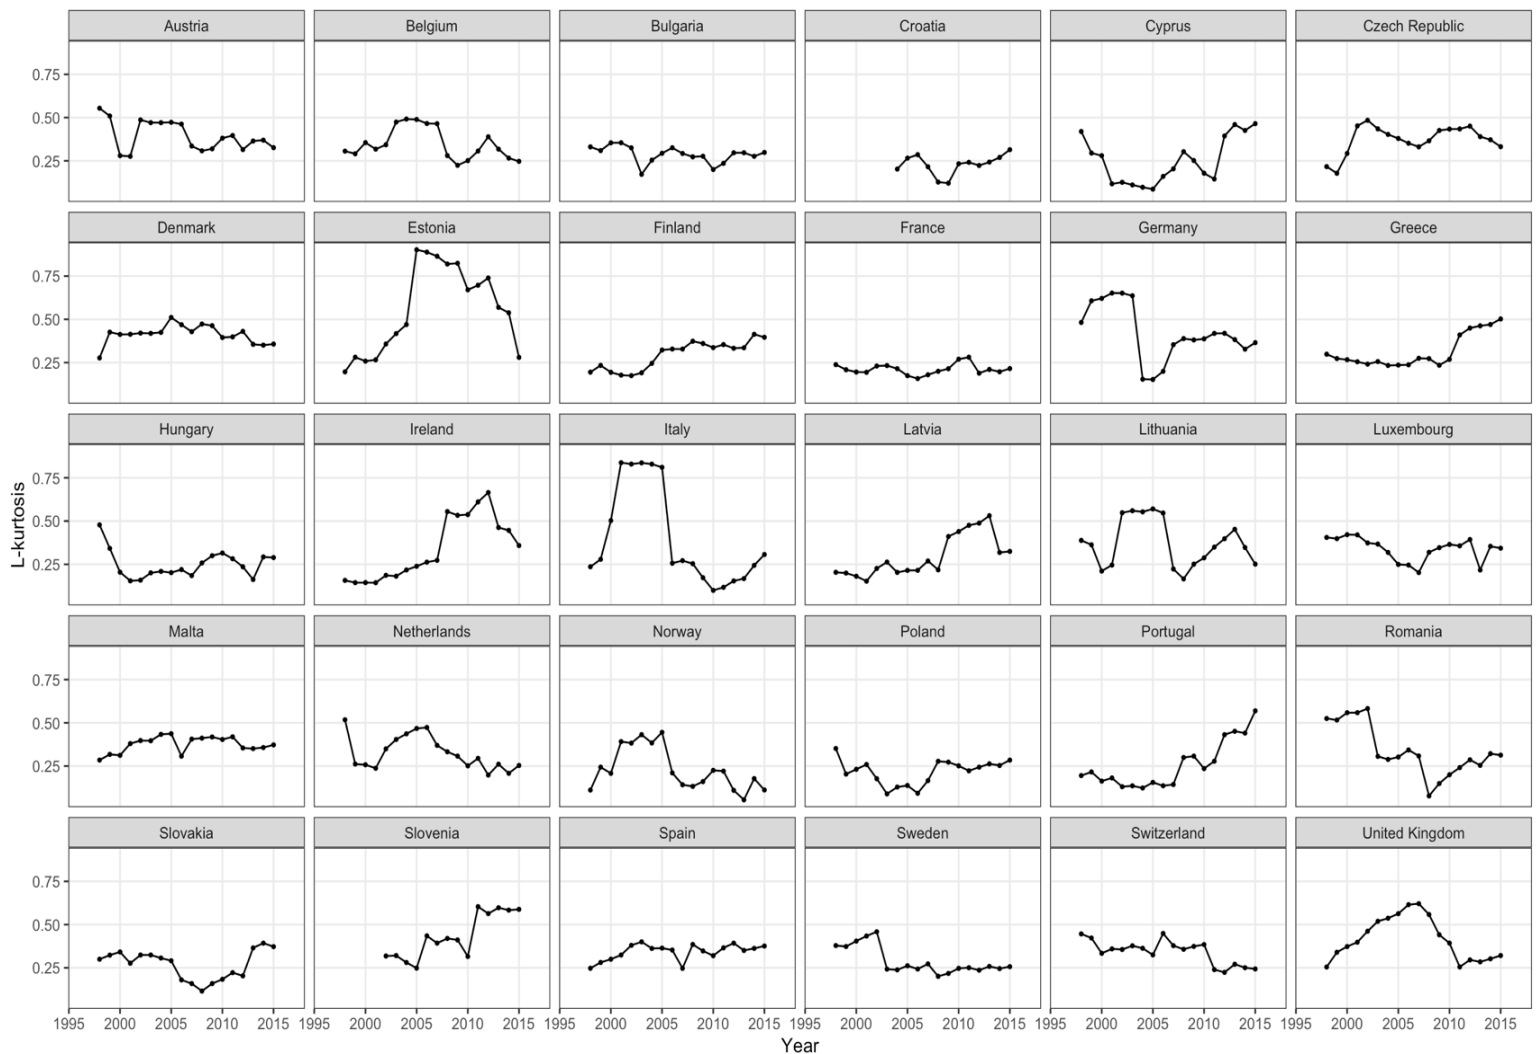 Austria Belgium Bulgaria Croatia Cyprus Czech Republic
0.75
0.50
0.25
Denmark Estonia Finland France Germany Greece
0.75
0.50
0.25
Hungary Ireland Italy Latvia Lithuania Luxembourg
0.75
0.50
0.25
L-kurtosis
Malta Netherlands Norway Poland Portugal Romania
0.75
0.50
0.25
Slovakia Slovenia Spain Sweden Switzerland United Kingdom
0.75
0.50
0.25
1995 2000 2005 2010 2015 1995 2000 2005 2010 2015 1995 2000 2005 2010 2015 1995 2000 2005 2010 2015 1995 2000 2005 2010 2015 1995 2000 2005 2010 2015
Year